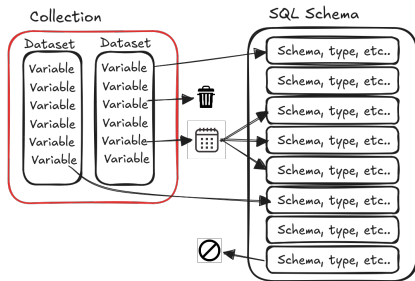 Collection
SQL Schema
Dataset
Dataset
Variable
Variable
Variable
Variable
Variable
Variable
Variable
Variable
Variable
Variable
Variable
Variable
Schema, type, etc..
Schema, type, etc..
Schema, type, etc..
Schema, type, etc..
Schema, type, etc..
Schema, type, etc..
Schema, type, etc..
Schema, type, etc..